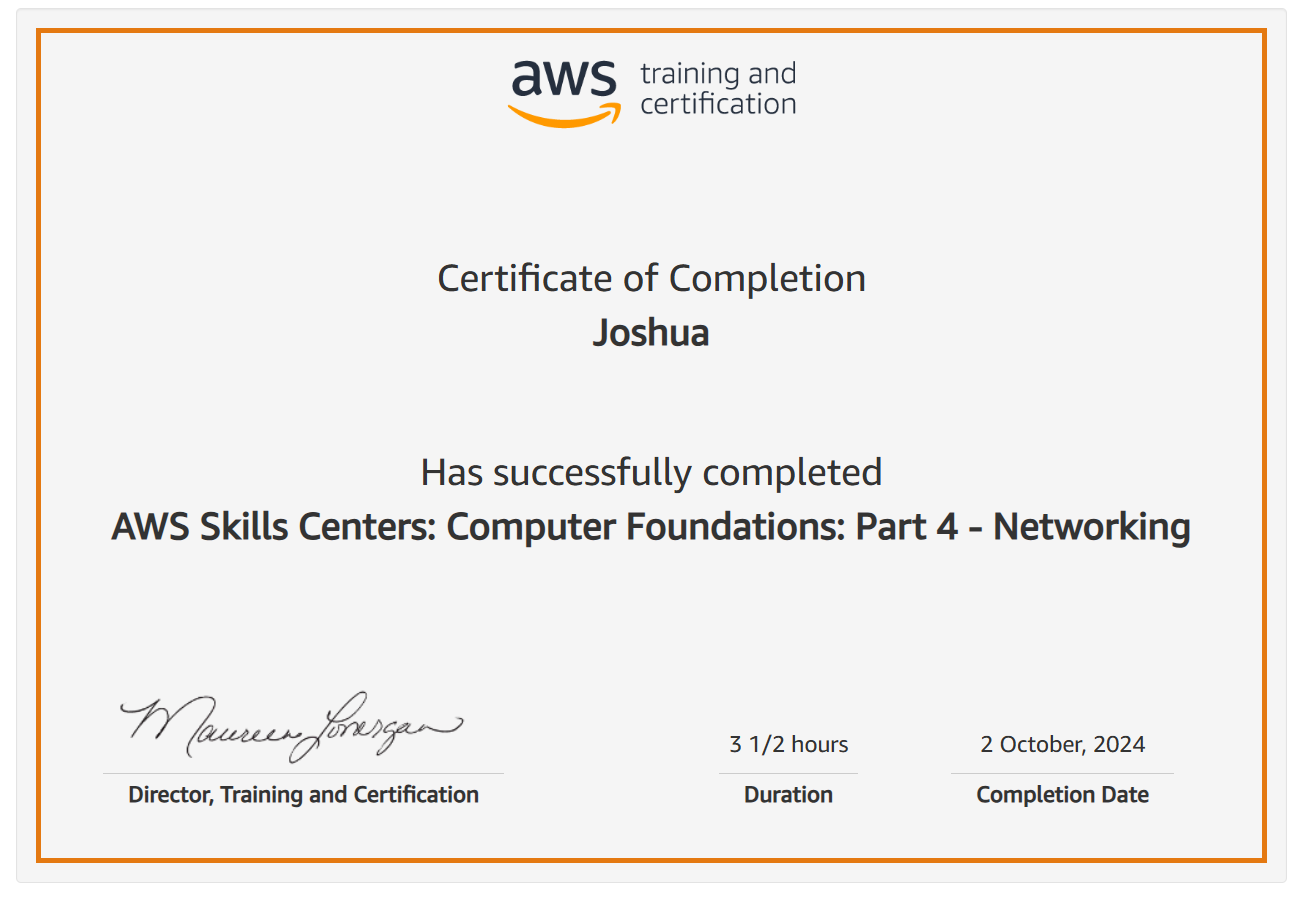 aws training and
certification
Certificate of Completion
Joshua
Has successfully completed
AWS Skills Centers: Computer Foundations: Part 4 - Networking
Maureen Lonergan
3 1/2 hours
2 October, 2024
Director, Training and Certification
Duration
Completion Date